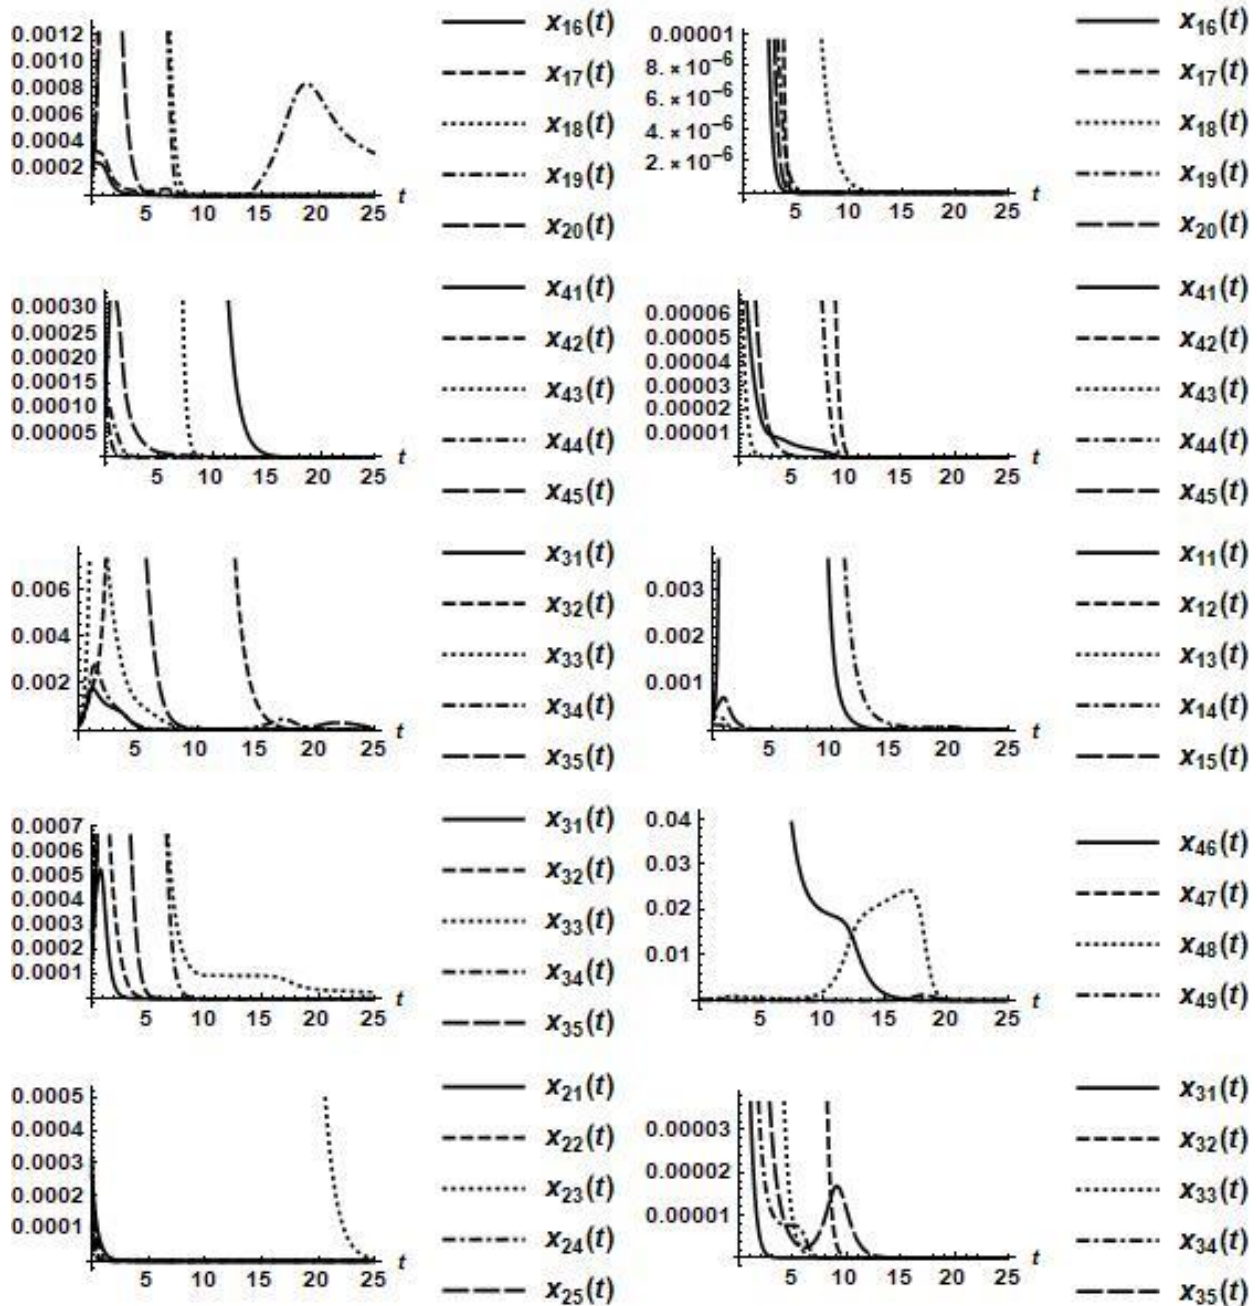 0.0012
0.0010
0.0008
0.0006
0.0004
0.0002
5 10 15 20 25 t
x16(t)
x17(t)
x18(t)
x19(t)
x20(t)
0.00001
8.×10⁻⁶
6.×10⁻⁶
4.×10⁻⁶
2.×10⁻⁶
5 10 15 20 25 t
x16(t)
x17(t)
x18(t)
x19(t)
x20(t)
0.00030
0.00025
0.00020
0.00015
0.00010
0.00005
5 10 15 20 25 t
x41(t)
x42(t)
x43(t)
x44(t)
x45(t)
0.00006
0.00005
0.00004
0.00003
0.00002
0.00001
5 10 15 20 25 t
x41(t)
x42(t)
x43(t)
x44(t)
x45(t)
0.006
0.004
0.002
5 10 15 20 25 t
x31(t)
x32(t)
x33(t)
x34(t)
x35(t)
0.003
0.002
0.001
5 10 15 20 25 t
x11(t)
x12(t)
x13(t)
x14(t)
x15(t)
0.0007
0.0006
0.0005
0.0004
0.0003
0.0002
0.0001
5 10 15 20 25 t
x31(t)
x32(t)
x33(t)
x34(t)
x35(t)
0.04
0.03
0.02
0.01
5 10 15 20 25 t
x46(t)
x47(t)
x48(t)
x49(t)
0.0005
0.0004
0.0003
0.0002
0.0001
5 10 15 20 25 t
x21(t)
x22(t)
x23(t)
x24(t)
x25(t)
0.00003
0.00002
0.00001
5 10 15 20 25 t
x31(t)
x32(t)
x33(t)
x34(t)
x35(t)